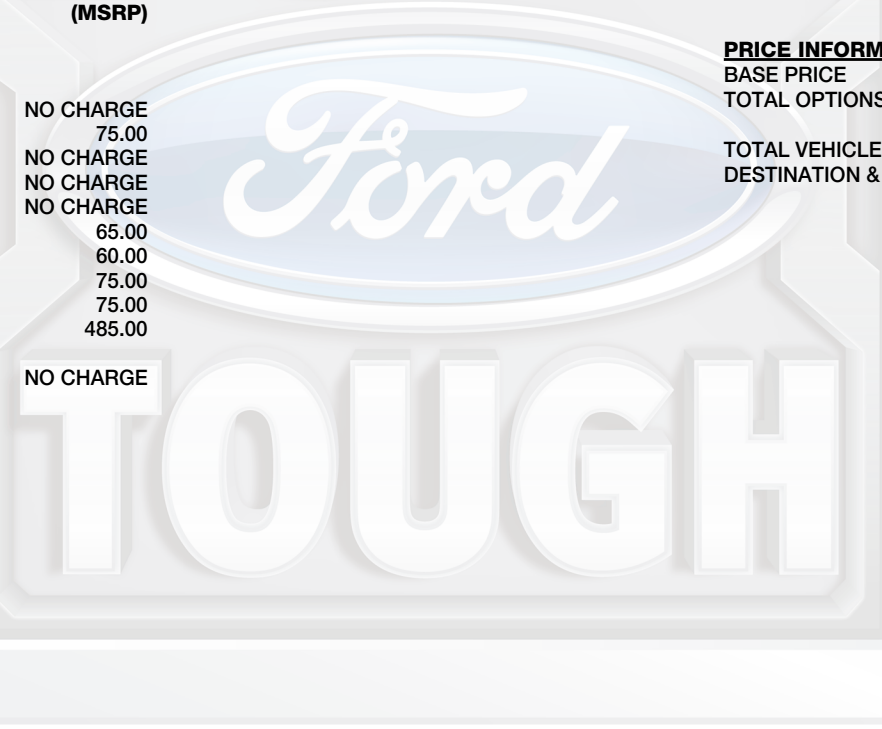 (MSRP)
NO CHARGE
75.00
NO CHARGE
NO CHARGE
NO CHARGE
65.00
60.00
75.00
75.00
485.00
NO CHARGE
PRICE INFORM
BASE PRICE
TOTAL OPTIONS
TOTAL VEHICLE
DESTINATION &
Ford
TOUGH